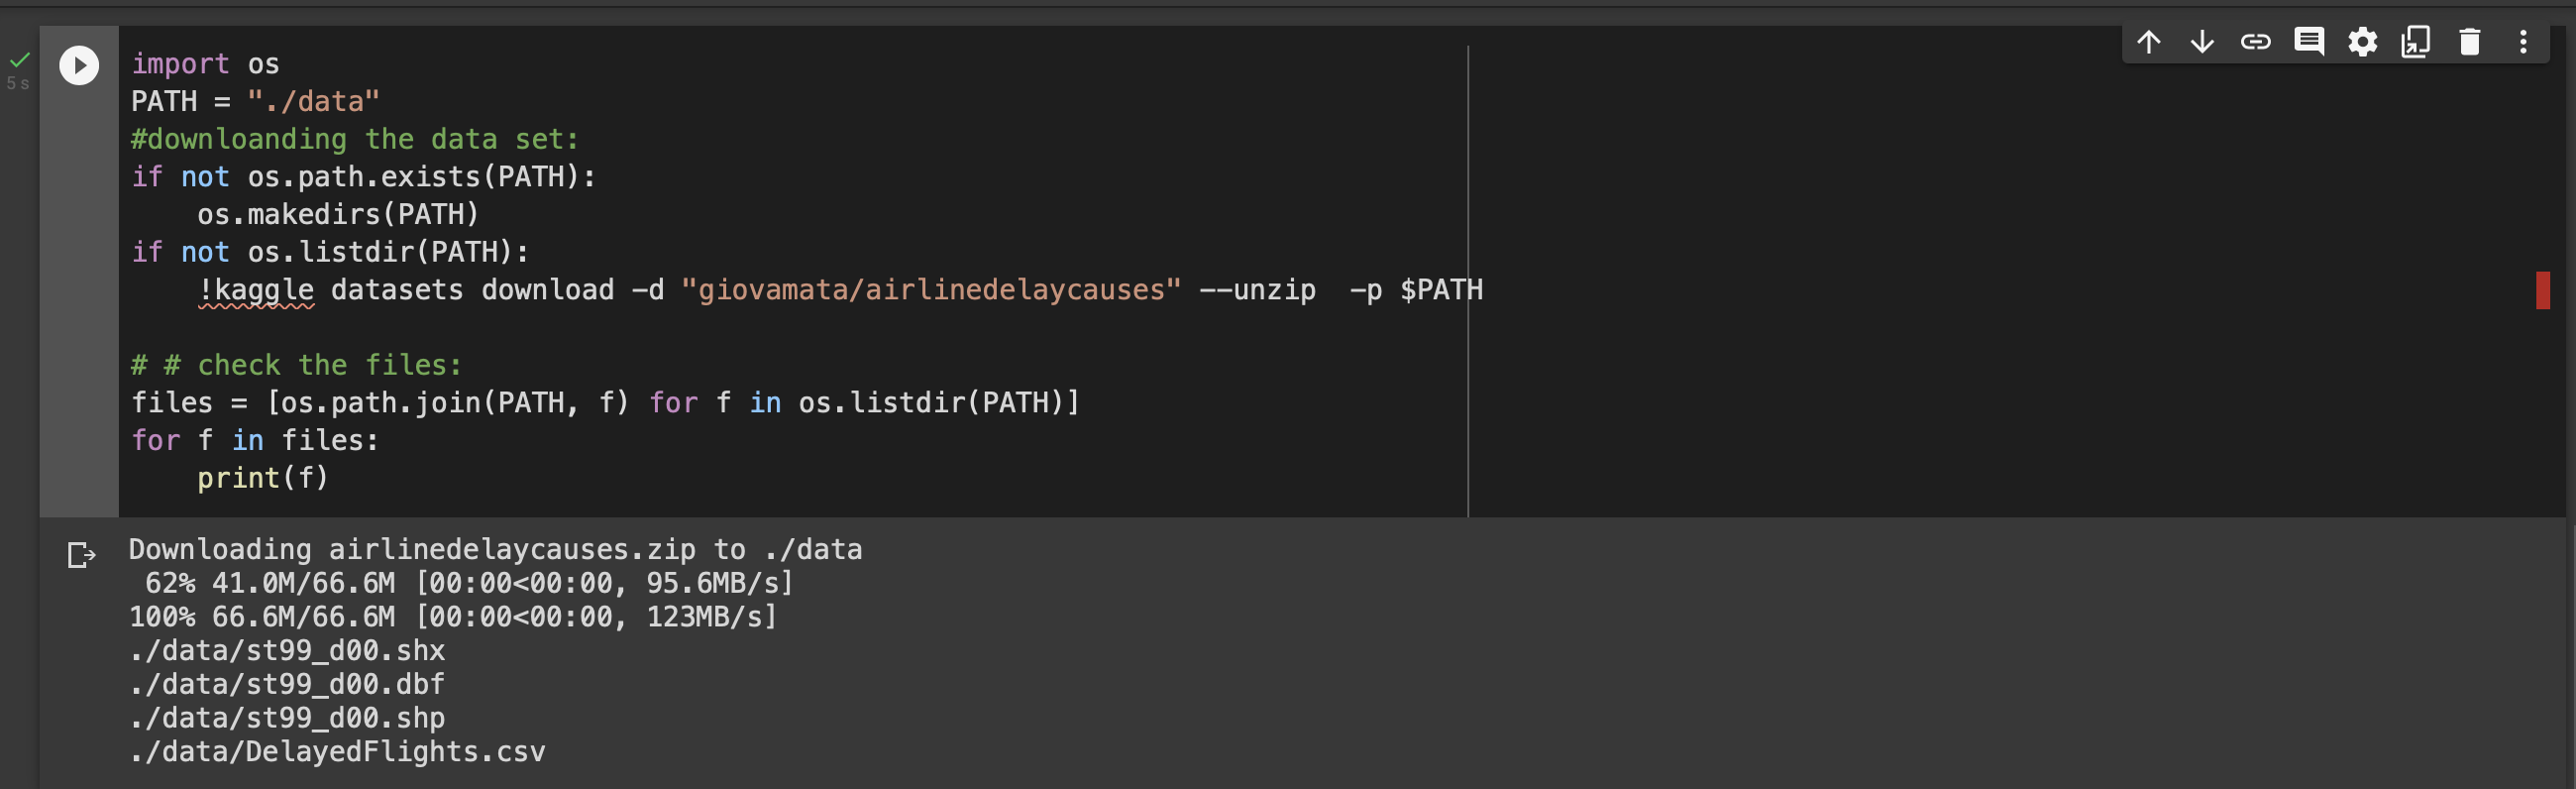 import os
PATH = "./data"
#downloanding the data set:
if not os.path.exists(PATH):
    os.makedirs(PATH)
if not os.listdir(PATH):
    !kaggle datasets download -d "giovamata/airlinedelaycauses" --unzip  -p $PATH

# # check the files:
files = [os.path.join(PATH, f) for f in os.listdir(PATH)]
for f in files:
    print(f)
5 s
Downloading airlinedelaycauses.zip to ./data
 62% 41.0M/66.6M [00:00<00:00, 95.6MB/s]
100% 66.6M/66.6M [00:00<00:00, 123MB/s]
./data/st99_d00.shx
./data/st99_d00.dbf
./data/st99_d00.shp
./data/DelayedFlights.csv